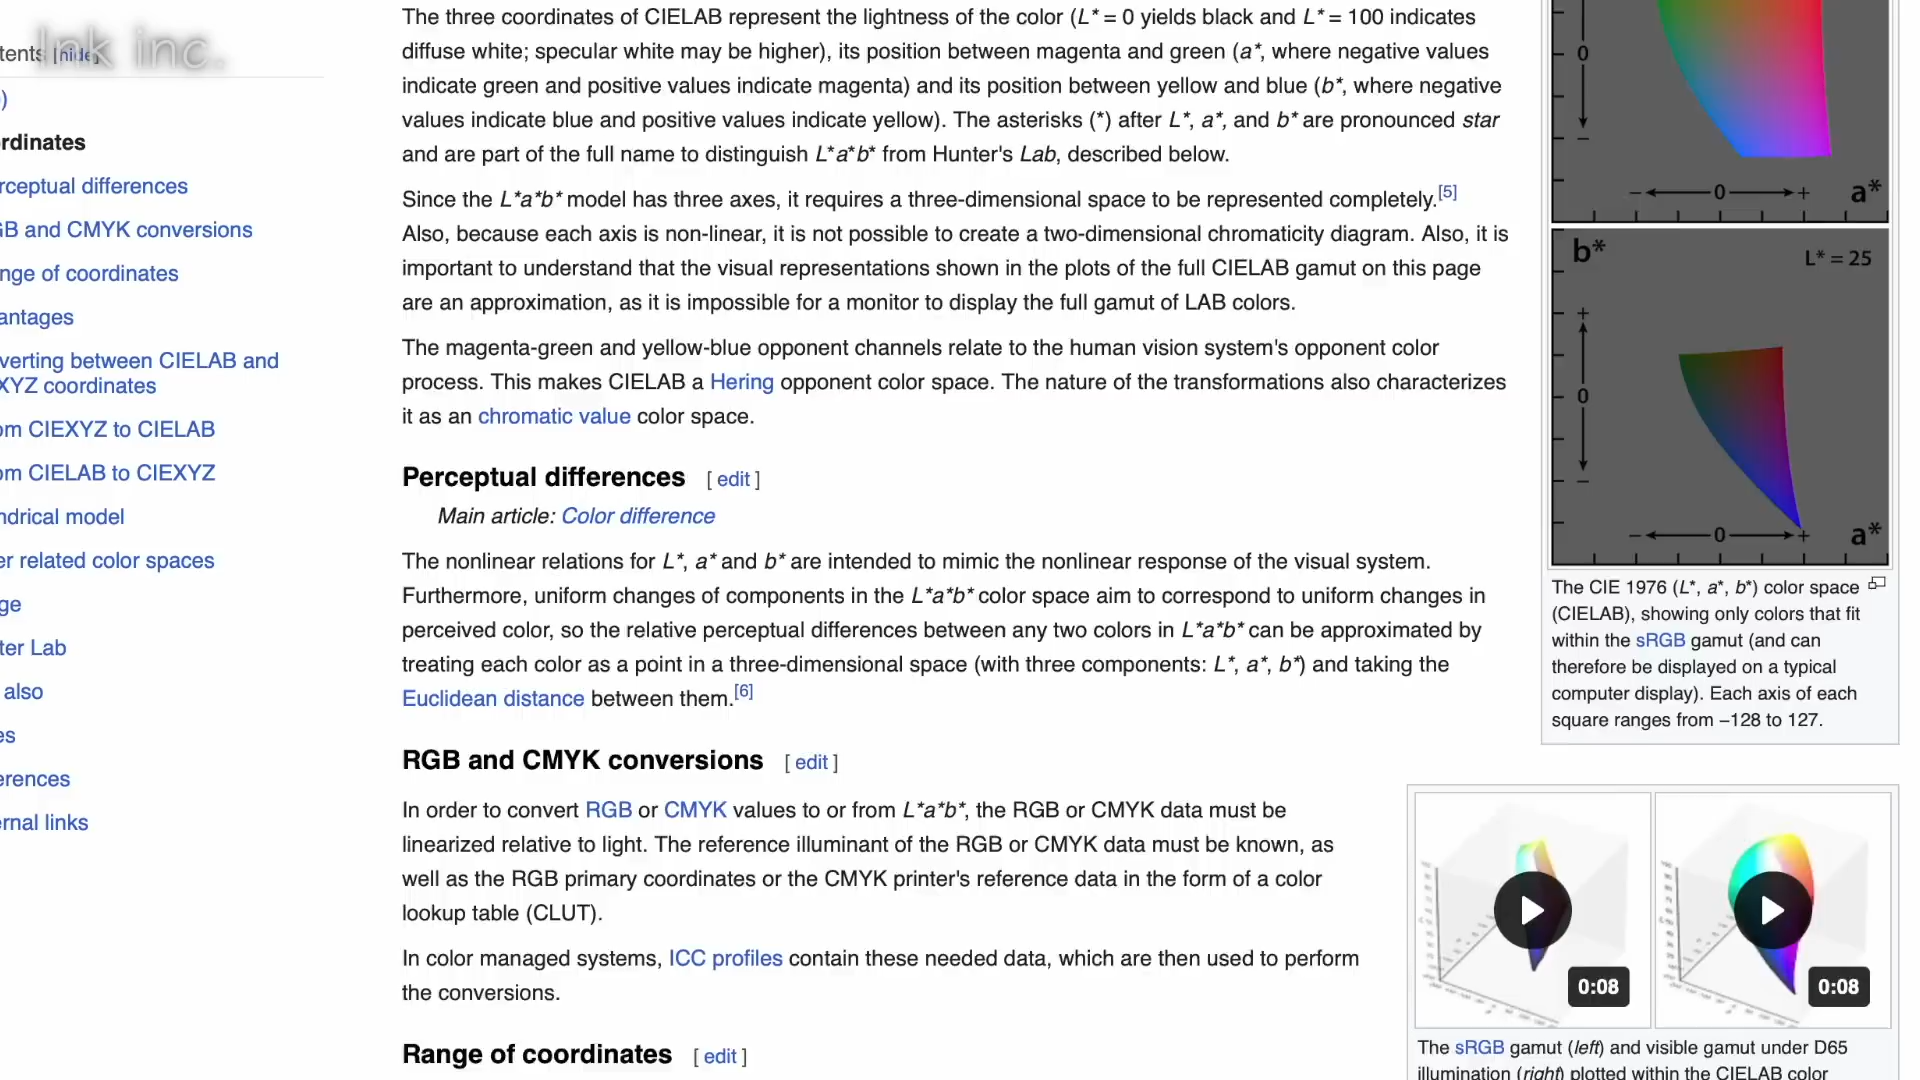 Ink inc.
tents [hide]
)
rdinates
rceptual differences
GB and CMYK conversions
nge of coordinates
antages
verting between CIELAB and
XYZ coordinates
om CIEXYZ to CIELAB
om CIELAB to CIEXYZ
ndrical model
er related color spaces
ge
ter Lab
also
es
erences
ernal links
The three coordinates of CIELAB represent the lightness of the color (L* = 0 yields black and L* = 100 indicates
diffuse white; specular white may be higher), its position between magenta and green (a*, where negative values
indicate green and positive values indicate magenta) and its position between yellow and blue (b*, where negative
values indicate blue and positive values indicate yellow). The asterisks (*) after L*, a*, and b* are pronounced star
and are part of the full name to distinguish L*a*b* from Hunter's Lab, described below.
Since the L*a*b* model has three axes, it requires a three-dimensional space to be represented completely.[5]
Also, because each axis is non-linear, it is not possible to create a two-dimensional chromaticity diagram. Also, it is
important to understand that the visual representations shown in the plots of the full CIELAB gamut on this page
are an approximation, as it is impossible for a monitor to display the full gamut of LAB colors.
The magenta-green and yellow-blue opponent channels relate to the human vision system's opponent color
process. This makes CIELAB a Hering opponent color space. The nature of the transformations also characterizes
it as an chromatic value color space.
Perceptual differences [ edit ]
Main article: Color difference
The nonlinear relations for L*, a* and b* are intended to mimic the nonlinear response of the visual system.
Furthermore, uniform changes of components in the L*a*b* color space aim to correspond to uniform changes in
perceived color, so the relative perceptual differences between any two colors in L*a*b* can be approximated by
treating each color as a point in a three-dimensional space (with three components: L*, a*, b*) and taking the
Euclidean distance between them.[6]
RGB and CMYK conversions [ edit ]
In order to convert RGB or CMYK values to or from L*a*b*, the RGB or CMYK data must be
linearized relative to light. The reference illuminant of the RGB or CMYK data must be known, as
well as the RGB primary coordinates or the CMYK printer's reference data in the form of a color
lookup table (CLUT).
In color managed systems, ICC profiles contain these needed data, which are then used to perform
the conversions.
Range of coordinates [ edit ]
0
−
− 0 + a*
b* L* = 25
+
0
−
− 0 + a*
The CIE 1976 (L*, a*, b*) color space
(CIELAB), showing only colors that fit
within the sRGB gamut (and can
therefore be displayed on a typical
computer display). Each axis of each
square ranges from −128 to 127.
0:08 0:08
The sRGB gamut (left) and visible gamut under D65
illumination (right) plotted within the CIELAB color